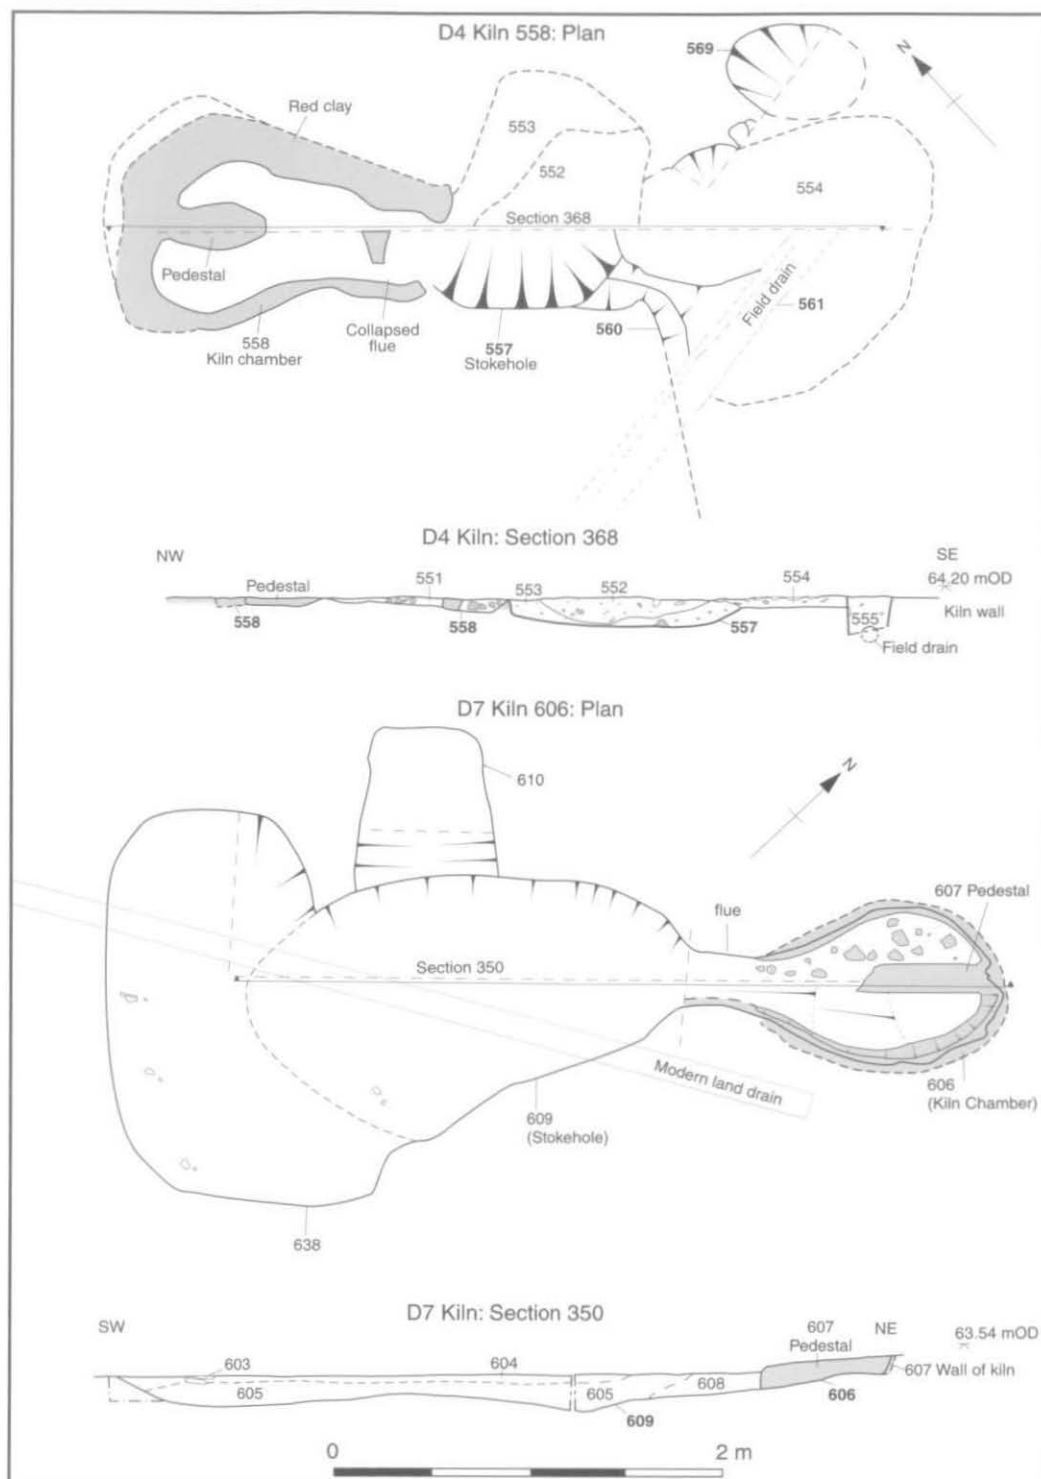 D4 Kiln 558: Plan
569
N
Red clay
553
552
554
Section 368
Pedestal
Field drain
561
558
Kiln chamber
Collapsed
flue
557
Stokehole
560
D4 Kiln: Section 368
NW
SE
Pedestal
551
553
552
554
64.20 mOD
558
558
557
555
Kiln wall
Field drain
D7 Kiln 606: Plan
610
N
607 Pedestal
flue
Section 350
Modern land drain
606
(Kiln Chamber)
609
(Stokehole)
638
D7 Kiln: Section 350
SW
607
Pedestal
NE
63.54 mOD
603
604
607 Wall of kiln
605
605
608
606
609
0
2 m